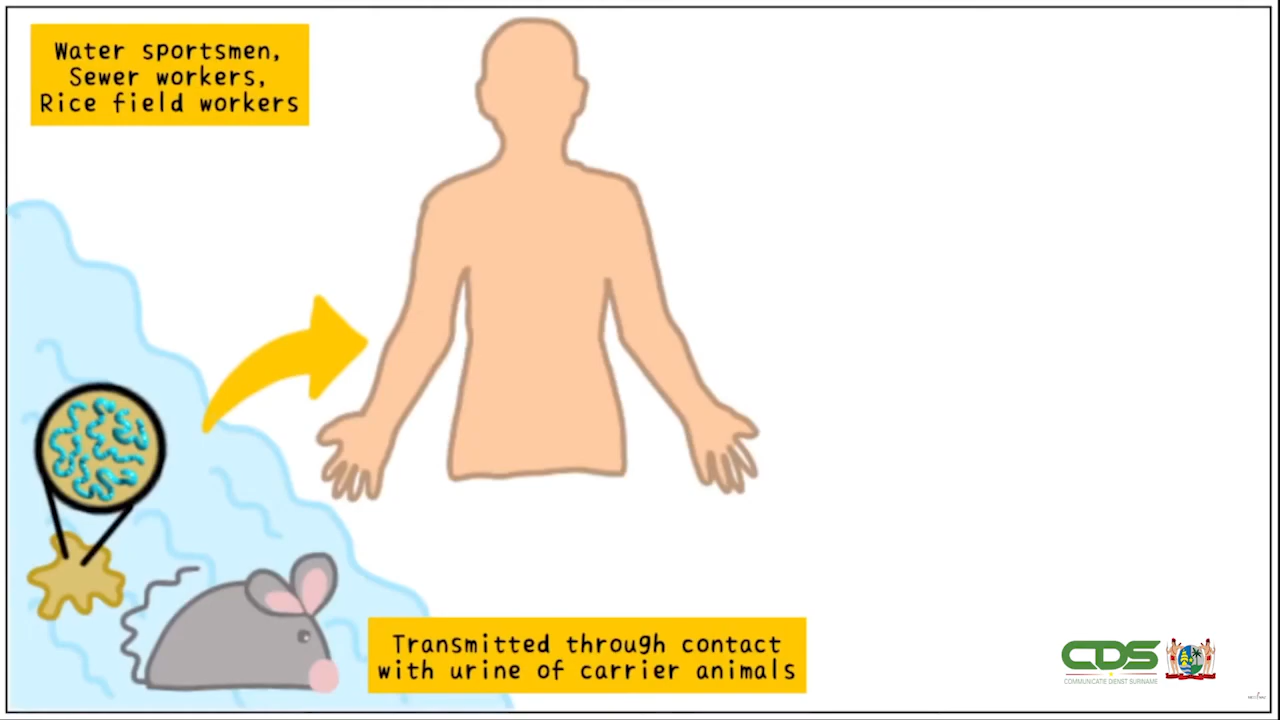 Water sportsmen,
Sewer workers,
Rice field workers
Transmitted through contact
with urine of carrier animals
CDS
COMMUNICATIE DIENST SURINAME